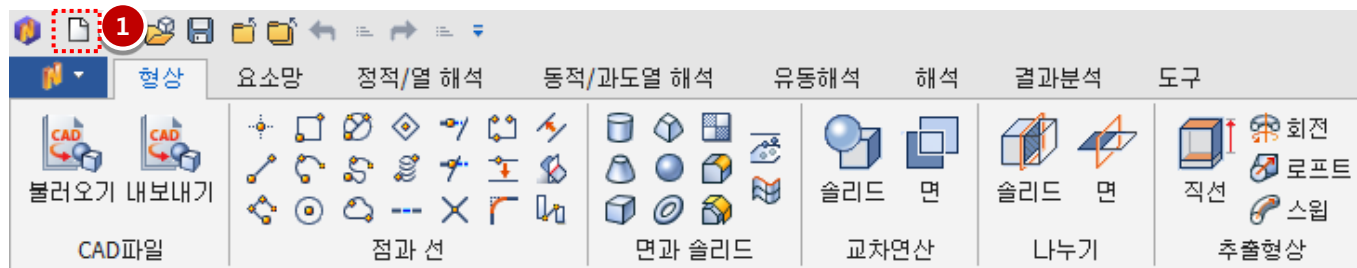 1
형상 요소망 정적/열 해석 동적/과도열 해석 유동해석 해석 결과분석 도구
CAD CAD
불러오기 내보내기 솔리드 면 솔리드 면 직선 회전
로프트
스윕
CAD파일 점과 선 면과 솔리드 교차연산 나누기 추출형상